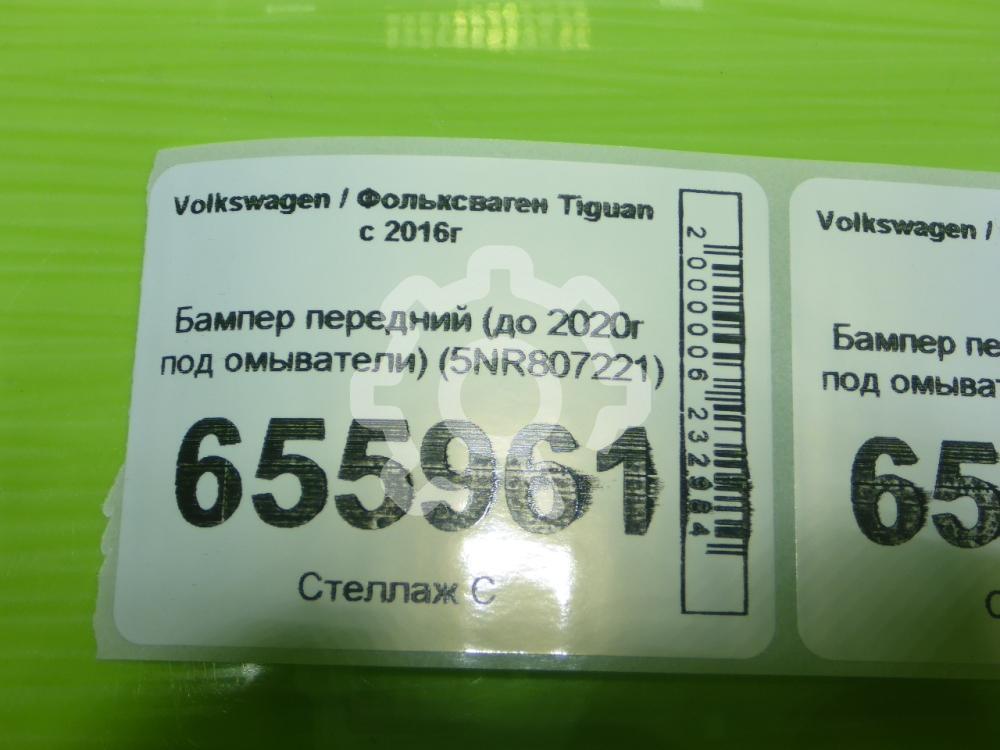 Volkswagen / Фольксваген Tiguan
с 2016г
Бампер передний (до 2020г
под омыватели) (5NR807221)
655961
Стеллаж С
2000006232984
Volkswagen /
Бампер пе
под омыват
65
С